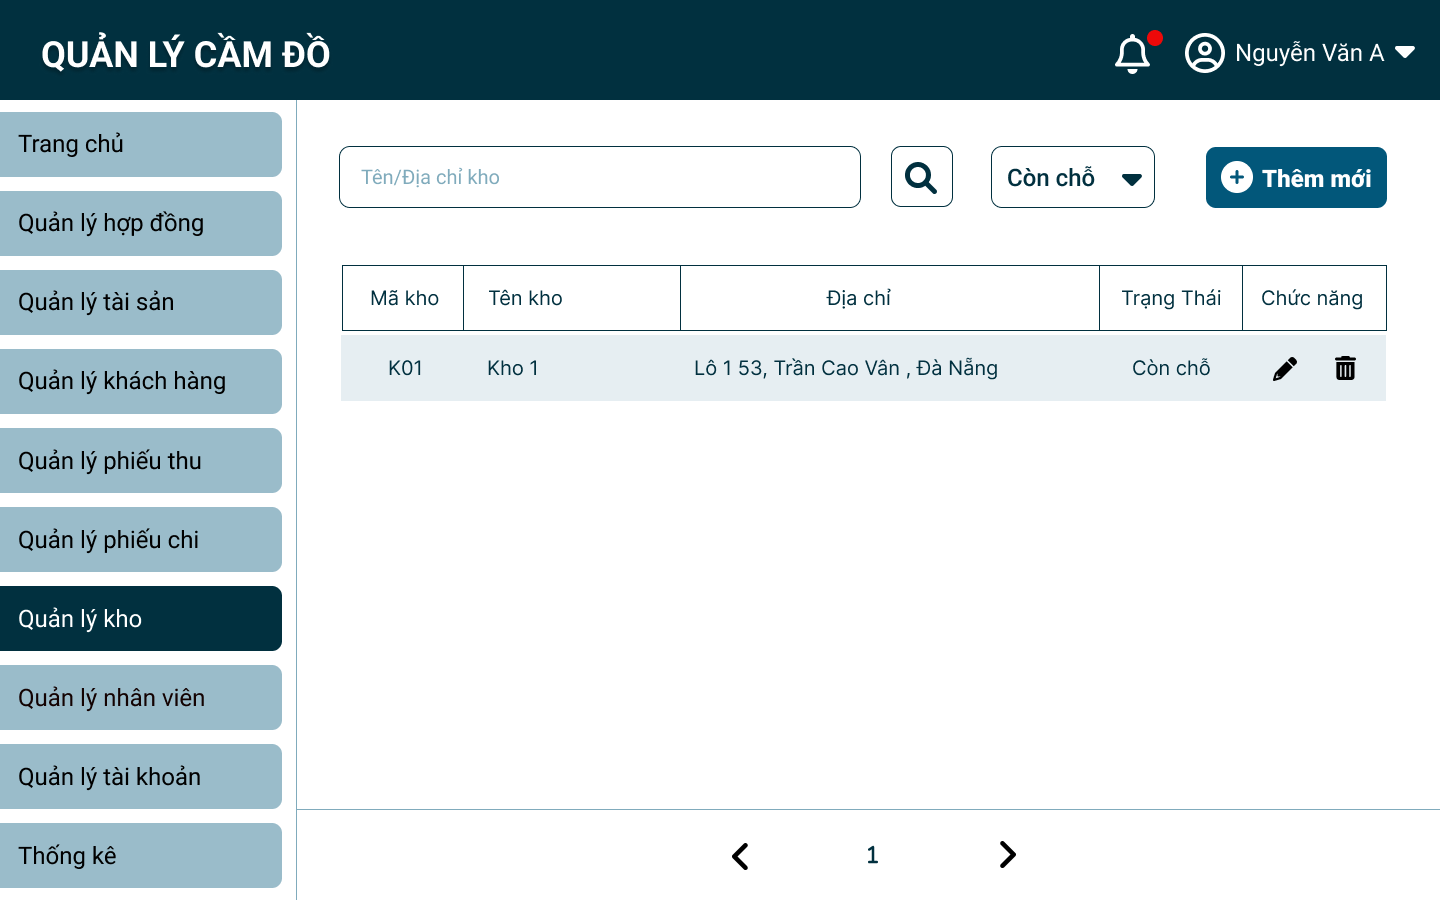 QUẢN LÝ CẦM ĐỒ
Nguyễn Văn A
Trang chủ
Quản lý hợp đồng
Quản lý tài sản
Quản lý khách hàng
Quản lý phiếu thu
Quản lý phiếu chi
Quản lý kho
Quản lý nhân viên
Quản lý tài khoản
Thống kê
Tên/Địa chỉ kho
Còn chỗ
Thêm mới
Mã kho Tên kho Địa chỉ Trạng Thái Chức năng
K01 Kho 1 Lô 1 53, Trần Cao Vân , Đà Nẵng Còn chỗ
1